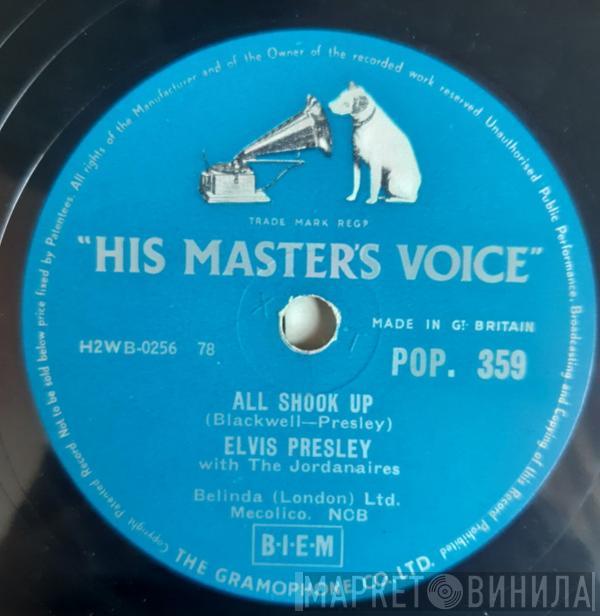 All rights of the Manufacturer and of the Owner of the recorded work reserved. Unauthorised Public Performance, Broadcasting and Copying of this Record Prohibited
TRADE MARK REGD
"HIS MASTER'S VOICE"
MADE IN GT. BRITAIN
H2WB-0256 78
POP. 359
ALL SHOOK UP
(Blackwell—Presley)
ELVIS PRESLEY
with The Jordanaires
Belinda (London) Ltd.
Mecolico. NCB
B·I·E·M
Copyright. Patented Record Not to be sold below price fixed by Patentees.
THE GRAMOPHONE CO. LTD.
МАРКЕТ ВИНИЛА